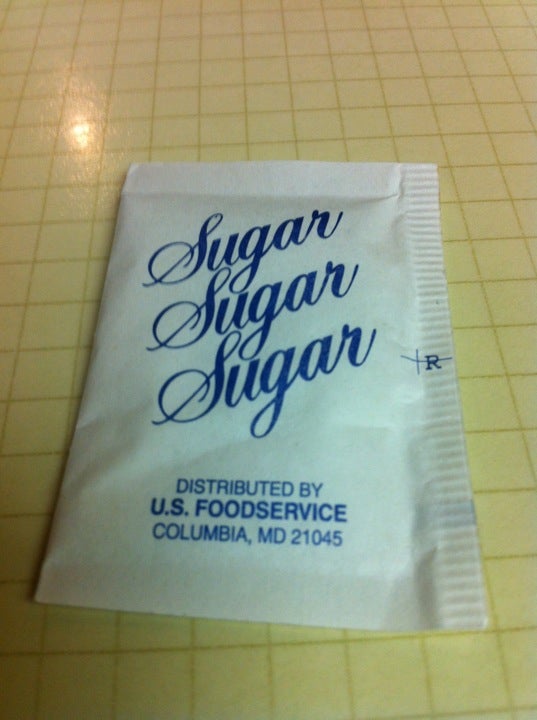 Sugar
Sugar
Sugar
R
DISTRIBUTED BY
U.S. FOODSERVICE
COLUMBIA, MD 21045